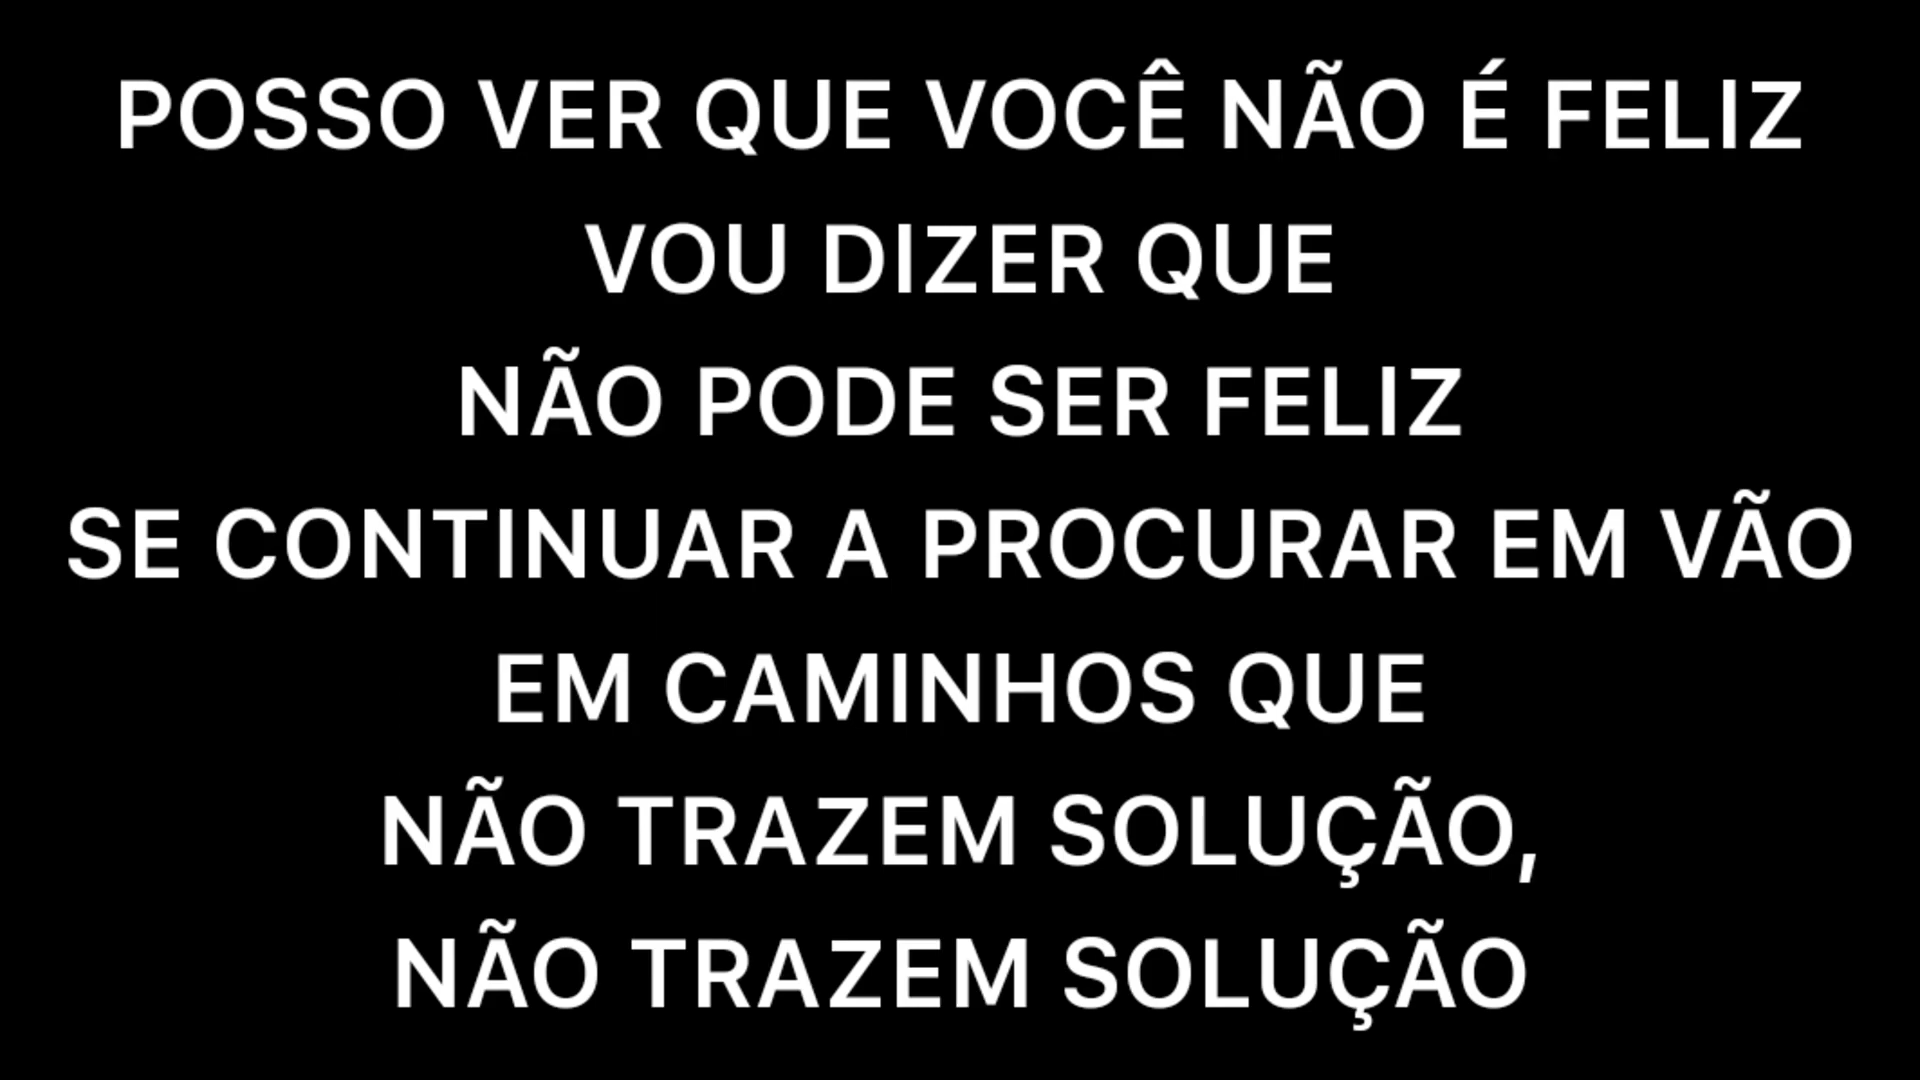 POSSO VER QUE VOCÊ NÃO É FELIZ
VOU DIZER QUE
NÃO PODE SER FELIZ
SE CONTINUAR A PROCURAR EM VÃO
EM CAMINHOS QUE
NÃO TRAZEM SOLUÇÃO,
NÃO TRAZEM SOLUÇÃO